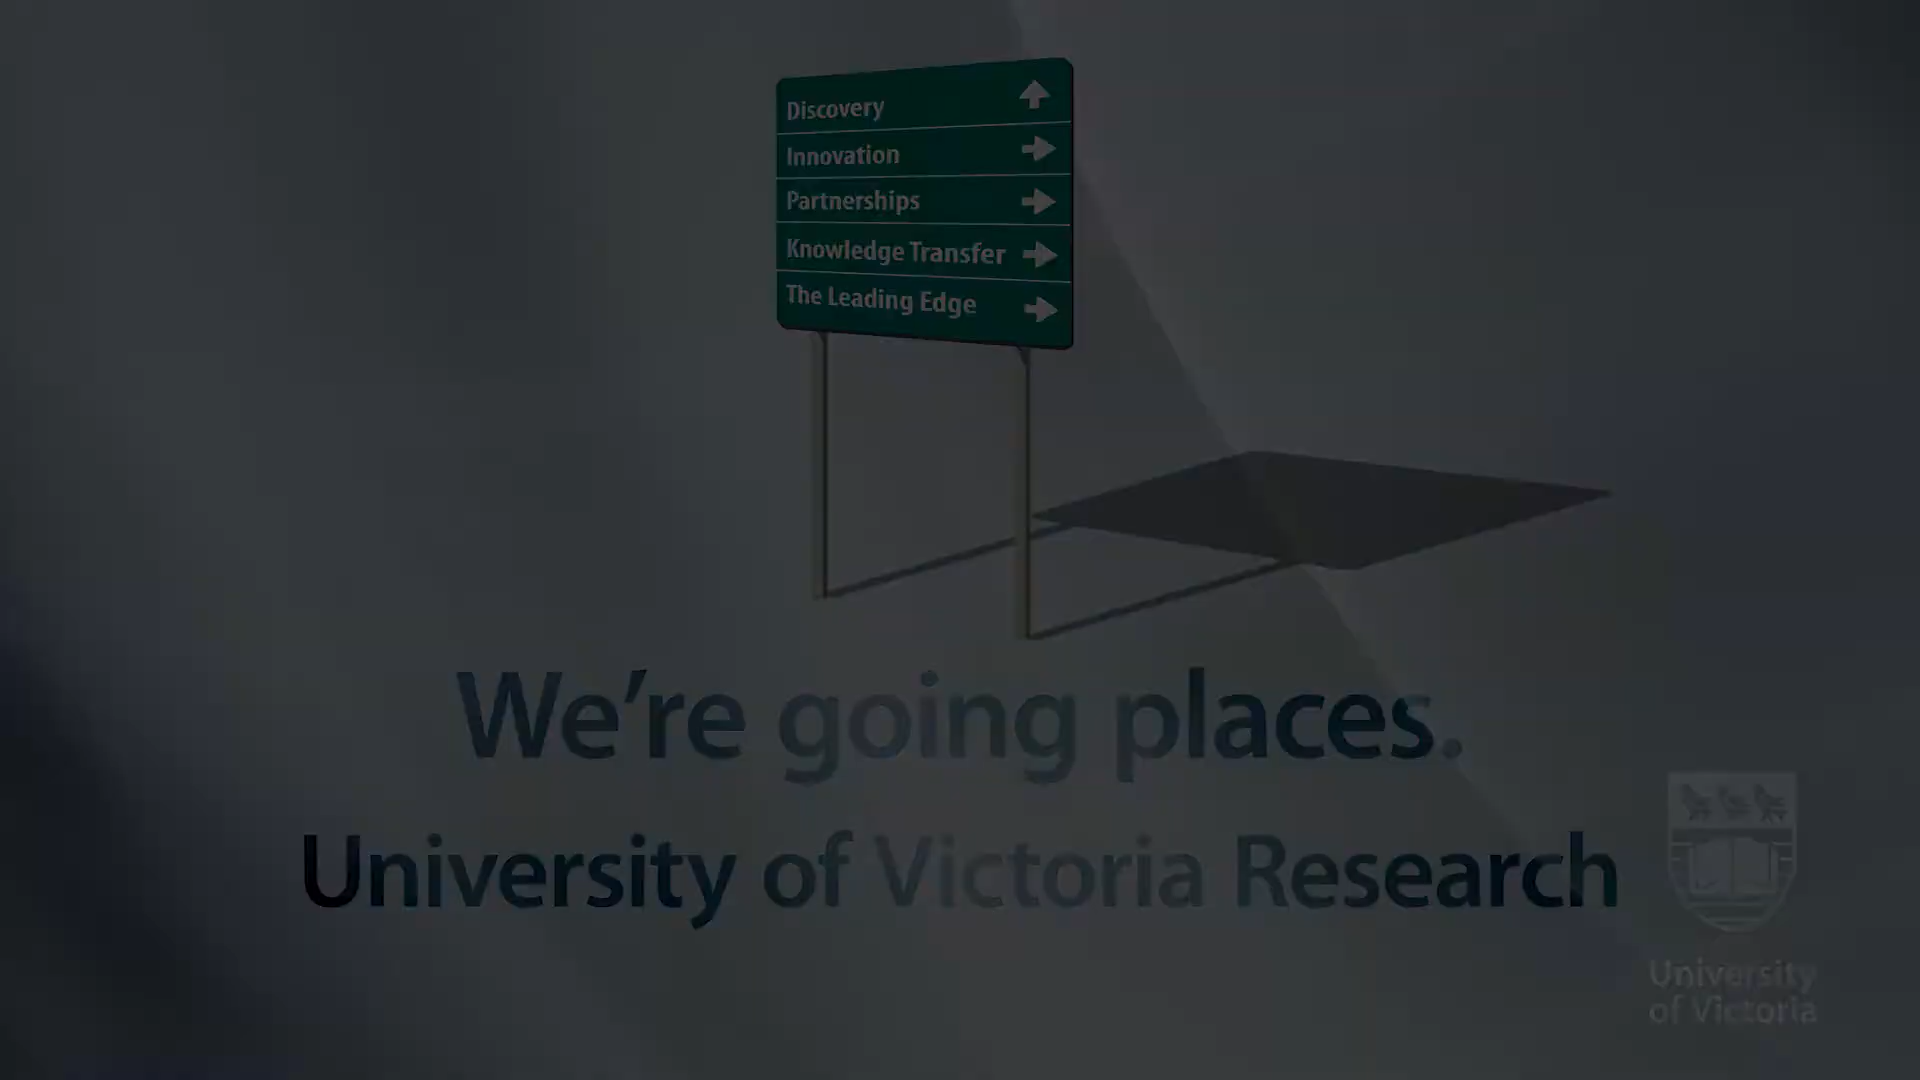 Discovery
Innovation
Partnerships
Knowledge Transfer
The Leading Edge
We're going places.
University of Victoria Research
University
of Victoria